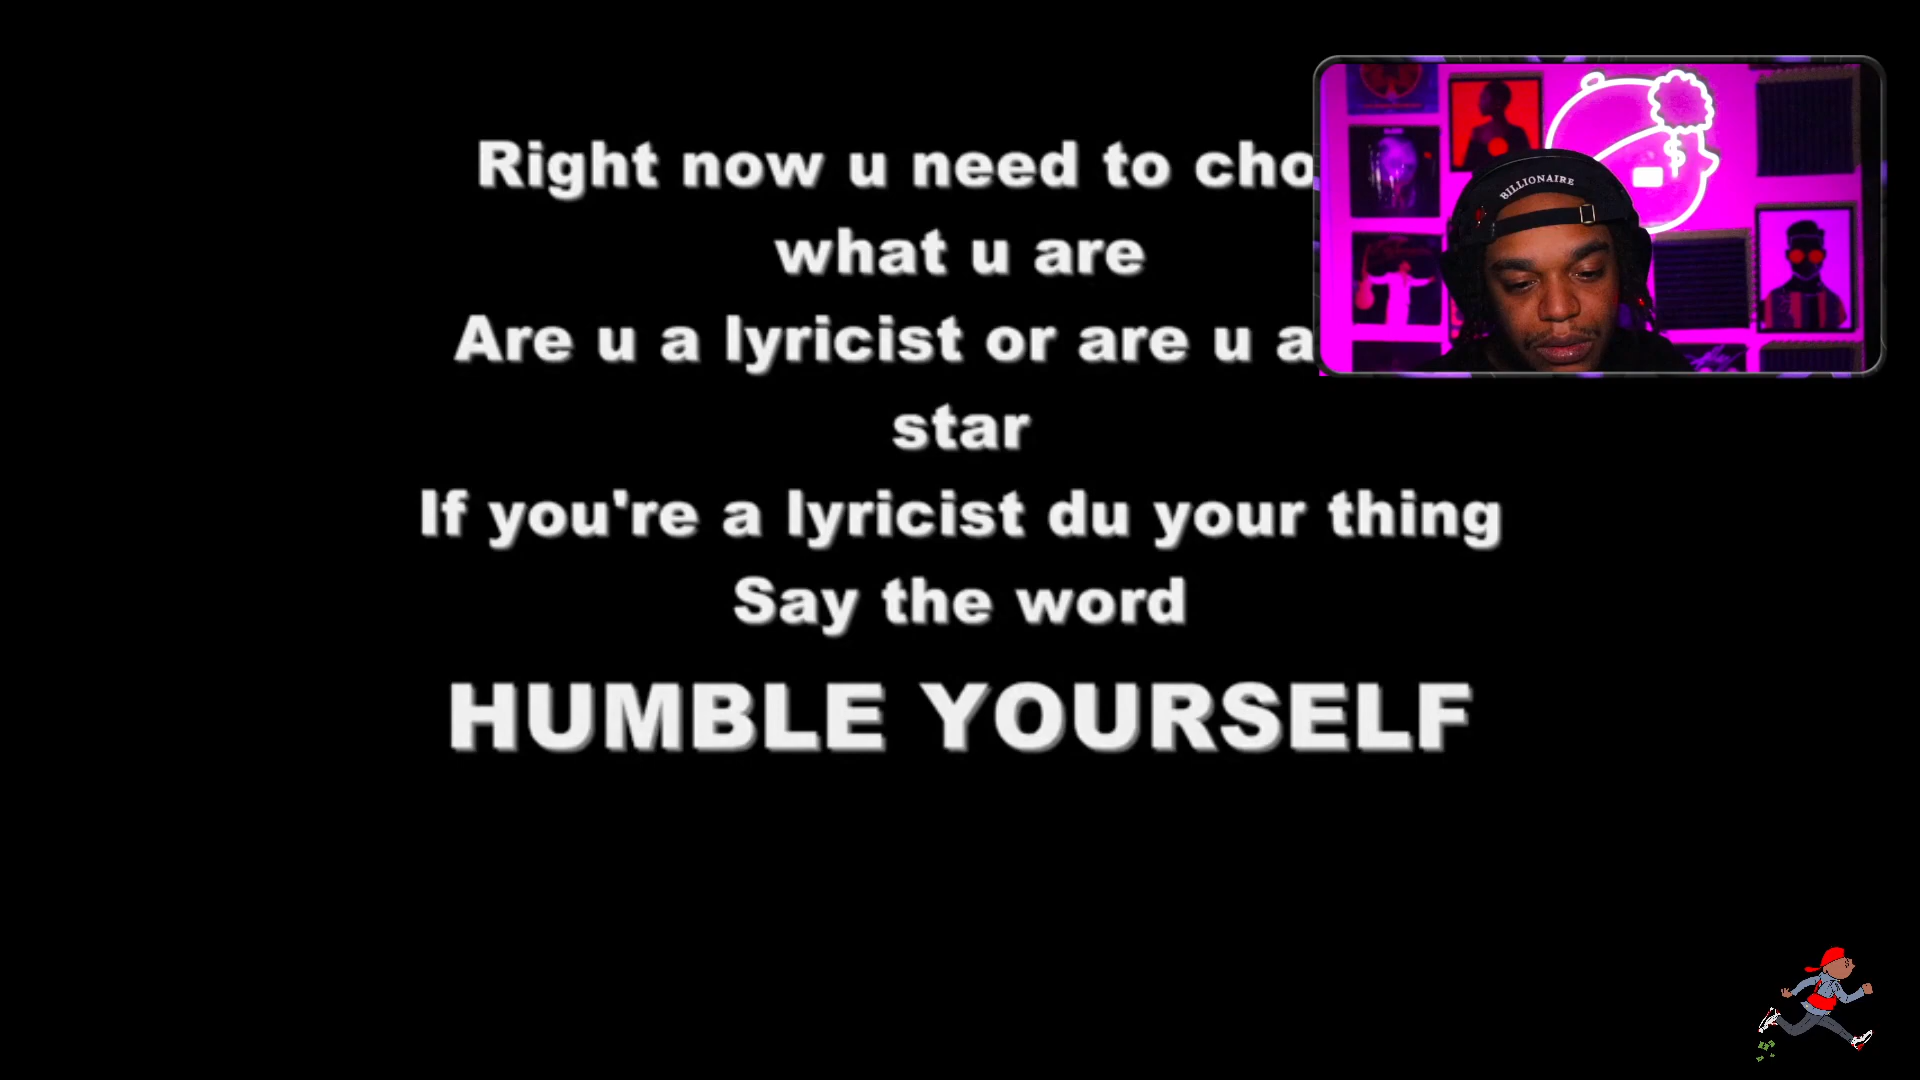 Right now u need to cho
what u are
Are u a lyricist or are u a
star
If you're a lyricist du your thing
Say the word
HUMBLE YOURSELF
BILLIONAIRE
$